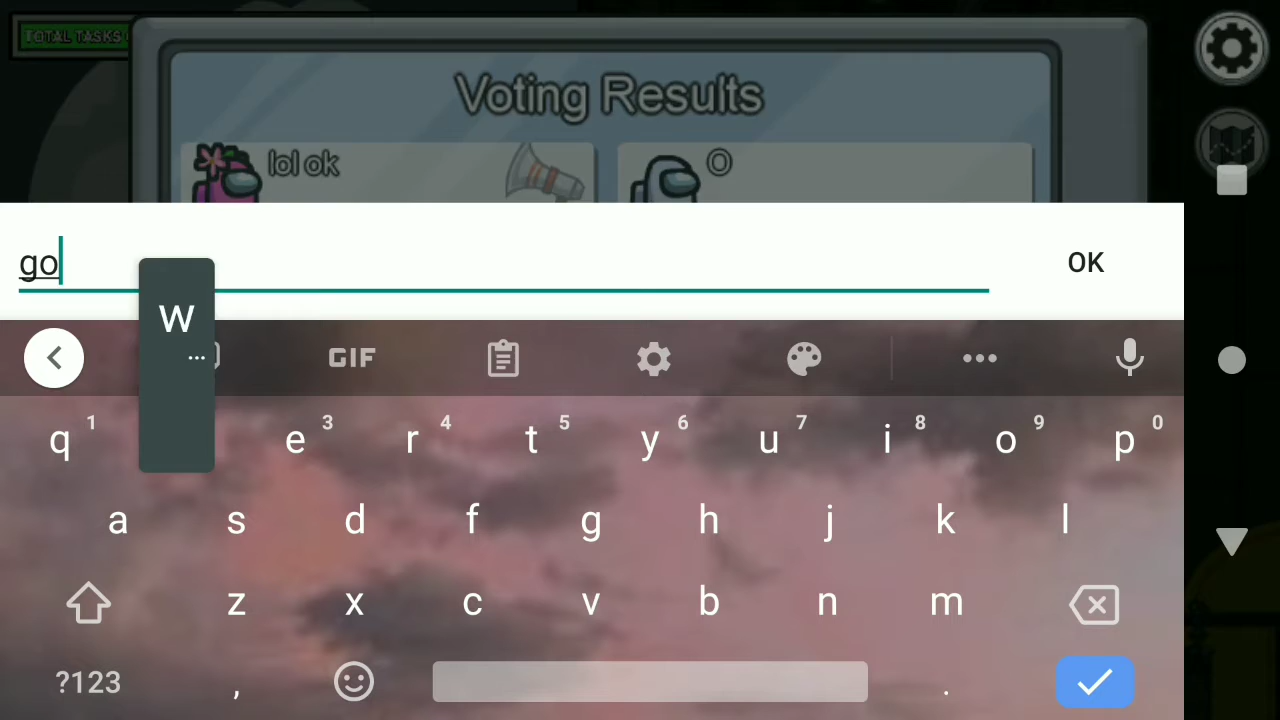 TOTAL TASKS
Voting Results
lol ok
O
go
OK
W
GIF
q 1 e 3 r 4 t 5 y 6 u 7 i 8 o 9 p 0
a s d f g h j k l
z x c v b n m
?123 , .